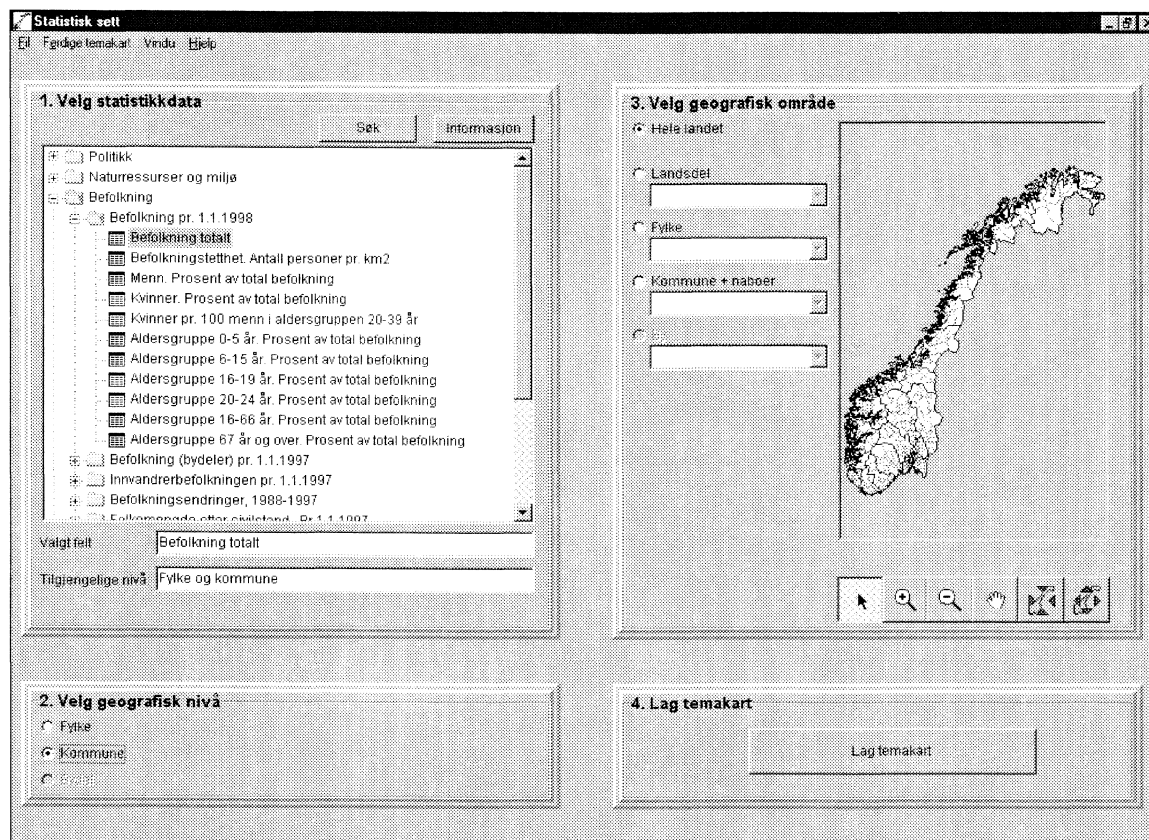 Statistisk sett
Fil Ferdige temakart Vindu Hjelp
1. Velg statistikkdata
Søk Informasjon
Politikk
Naturressurser og miljø
Befolkning
Befolkning pr. 1.1.1998
Befolkning totalt
Befolkningstetthet. Antall personer pr. km2
Menn. Prosent av total befolkning
Kvinner. Prosent av total befolkning
Kvinner pr. 100 menn i aldersgruppen 20-39 år
Aldersgruppe 0-5 år. Prosent av total befolkning
Aldersgruppe 6-15 år. Prosent av total befolkning
Aldersgruppe 16-19 år. Prosent av total befolkning
Aldersgruppe 20-24 år. Prosent av total befolkning
Aldersgruppe 16-66 år. Prosent av total befolkning
Aldersgruppe 67 år og over. Prosent av total befolkning
Befolkning (bydeler) pr. 1.1.1997
Innvandrerbefolkningen pr. 1.1.1997
Befolkningsendringer, 1988-1997
Folkemengde etter sivilstand. Pr 1.1.1997
Valgt felt Befolkning totalt
Tilgjengelige nivå Fylke og kommune
2. Velg geografisk nivå
Fylke
Kommune
3. Velg geografisk område
Hele landet
Landsdel
Fylke
Kommune + naboer
4. Lag temakart
Lag temakart